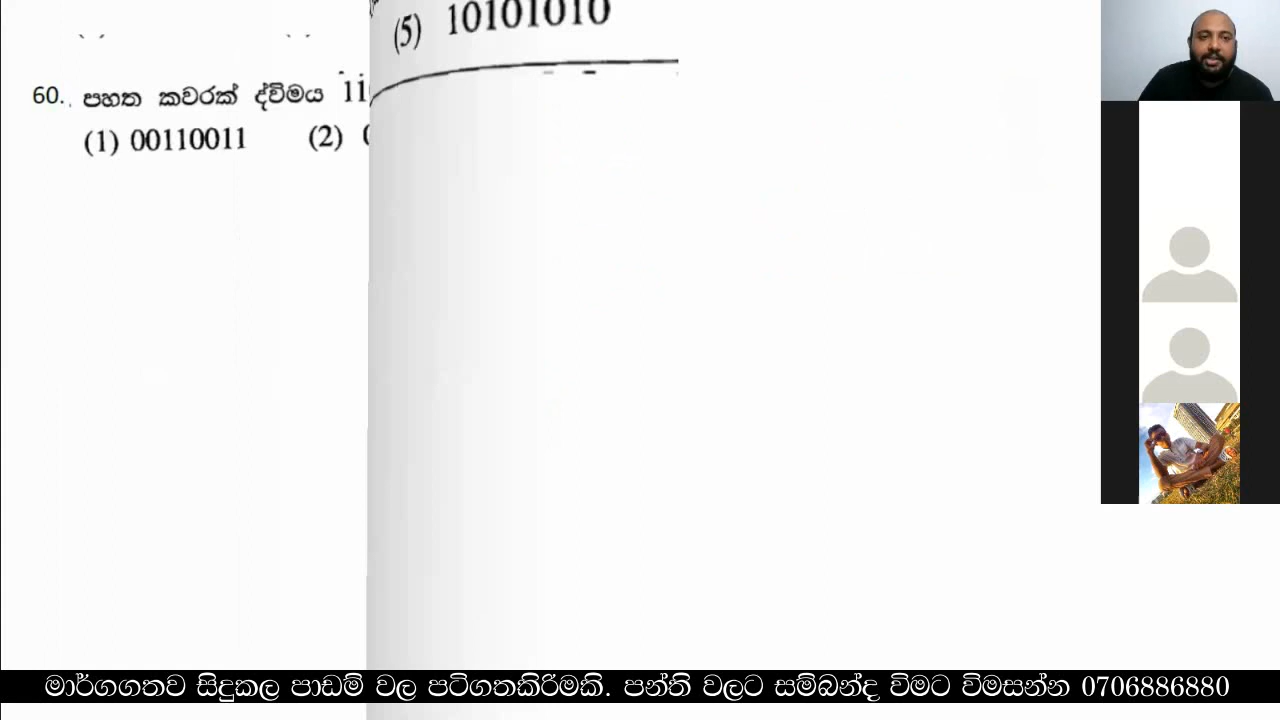 (5) 10101010
60. පහත කවරක් ද්විමය 11
(1) 00110011 (2)
මාර්ගගතව සිදුකල පාඩම් වල පටිගතකිරීමකි. පන්ති වලට සම්බන්ද වීමට විමසන්න 0706886880